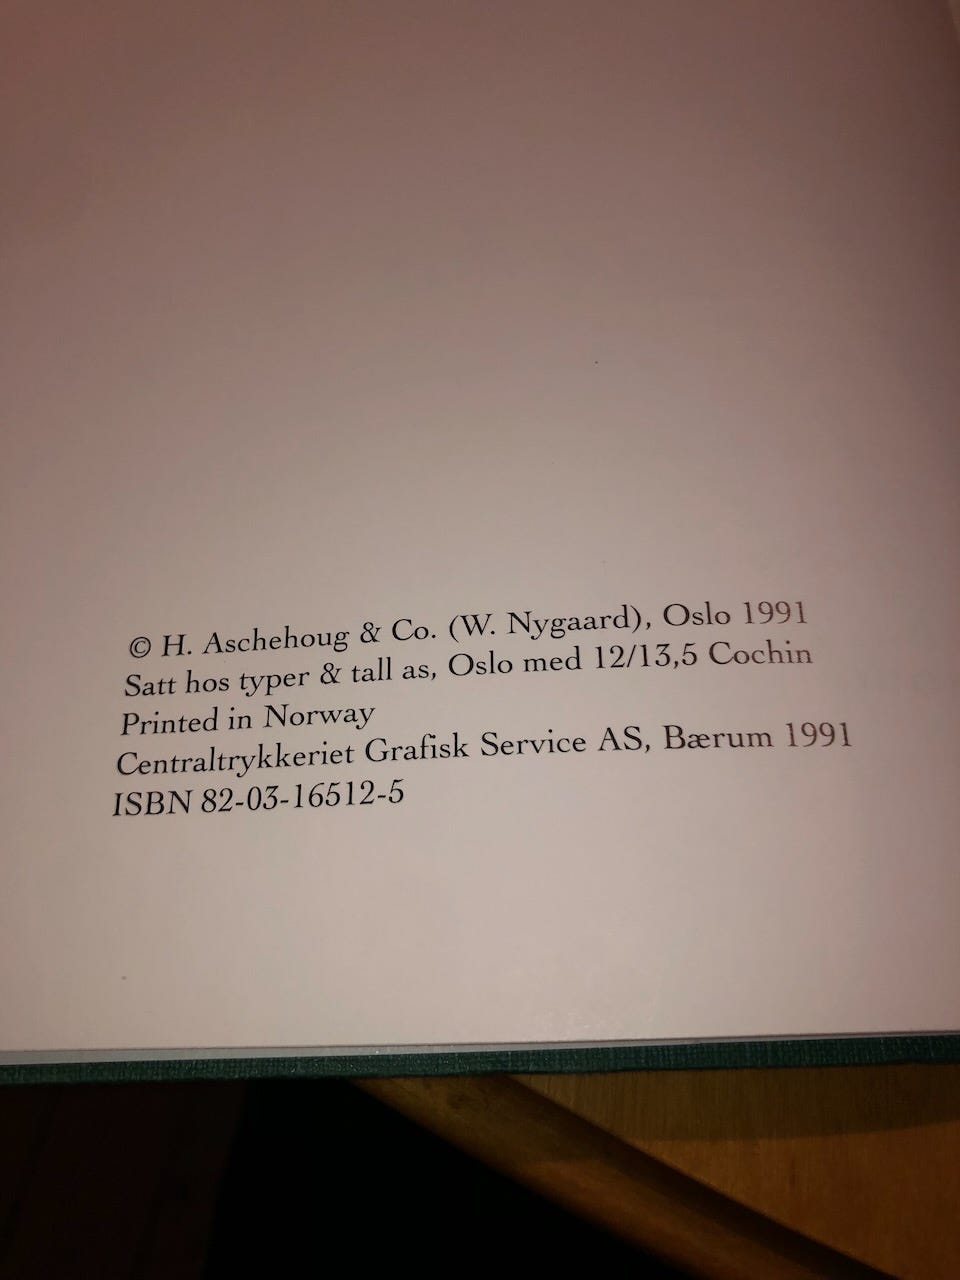 © H. Aschehoug & Co. (W. Nygaard), Oslo 1991
Satt hos typer & tall as, Oslo med 12/13,5 Cochin
Printed in Norway
Centraltrykkeriet Grafisk Service AS, Bærum 1991
ISBN 82-03-16512-5